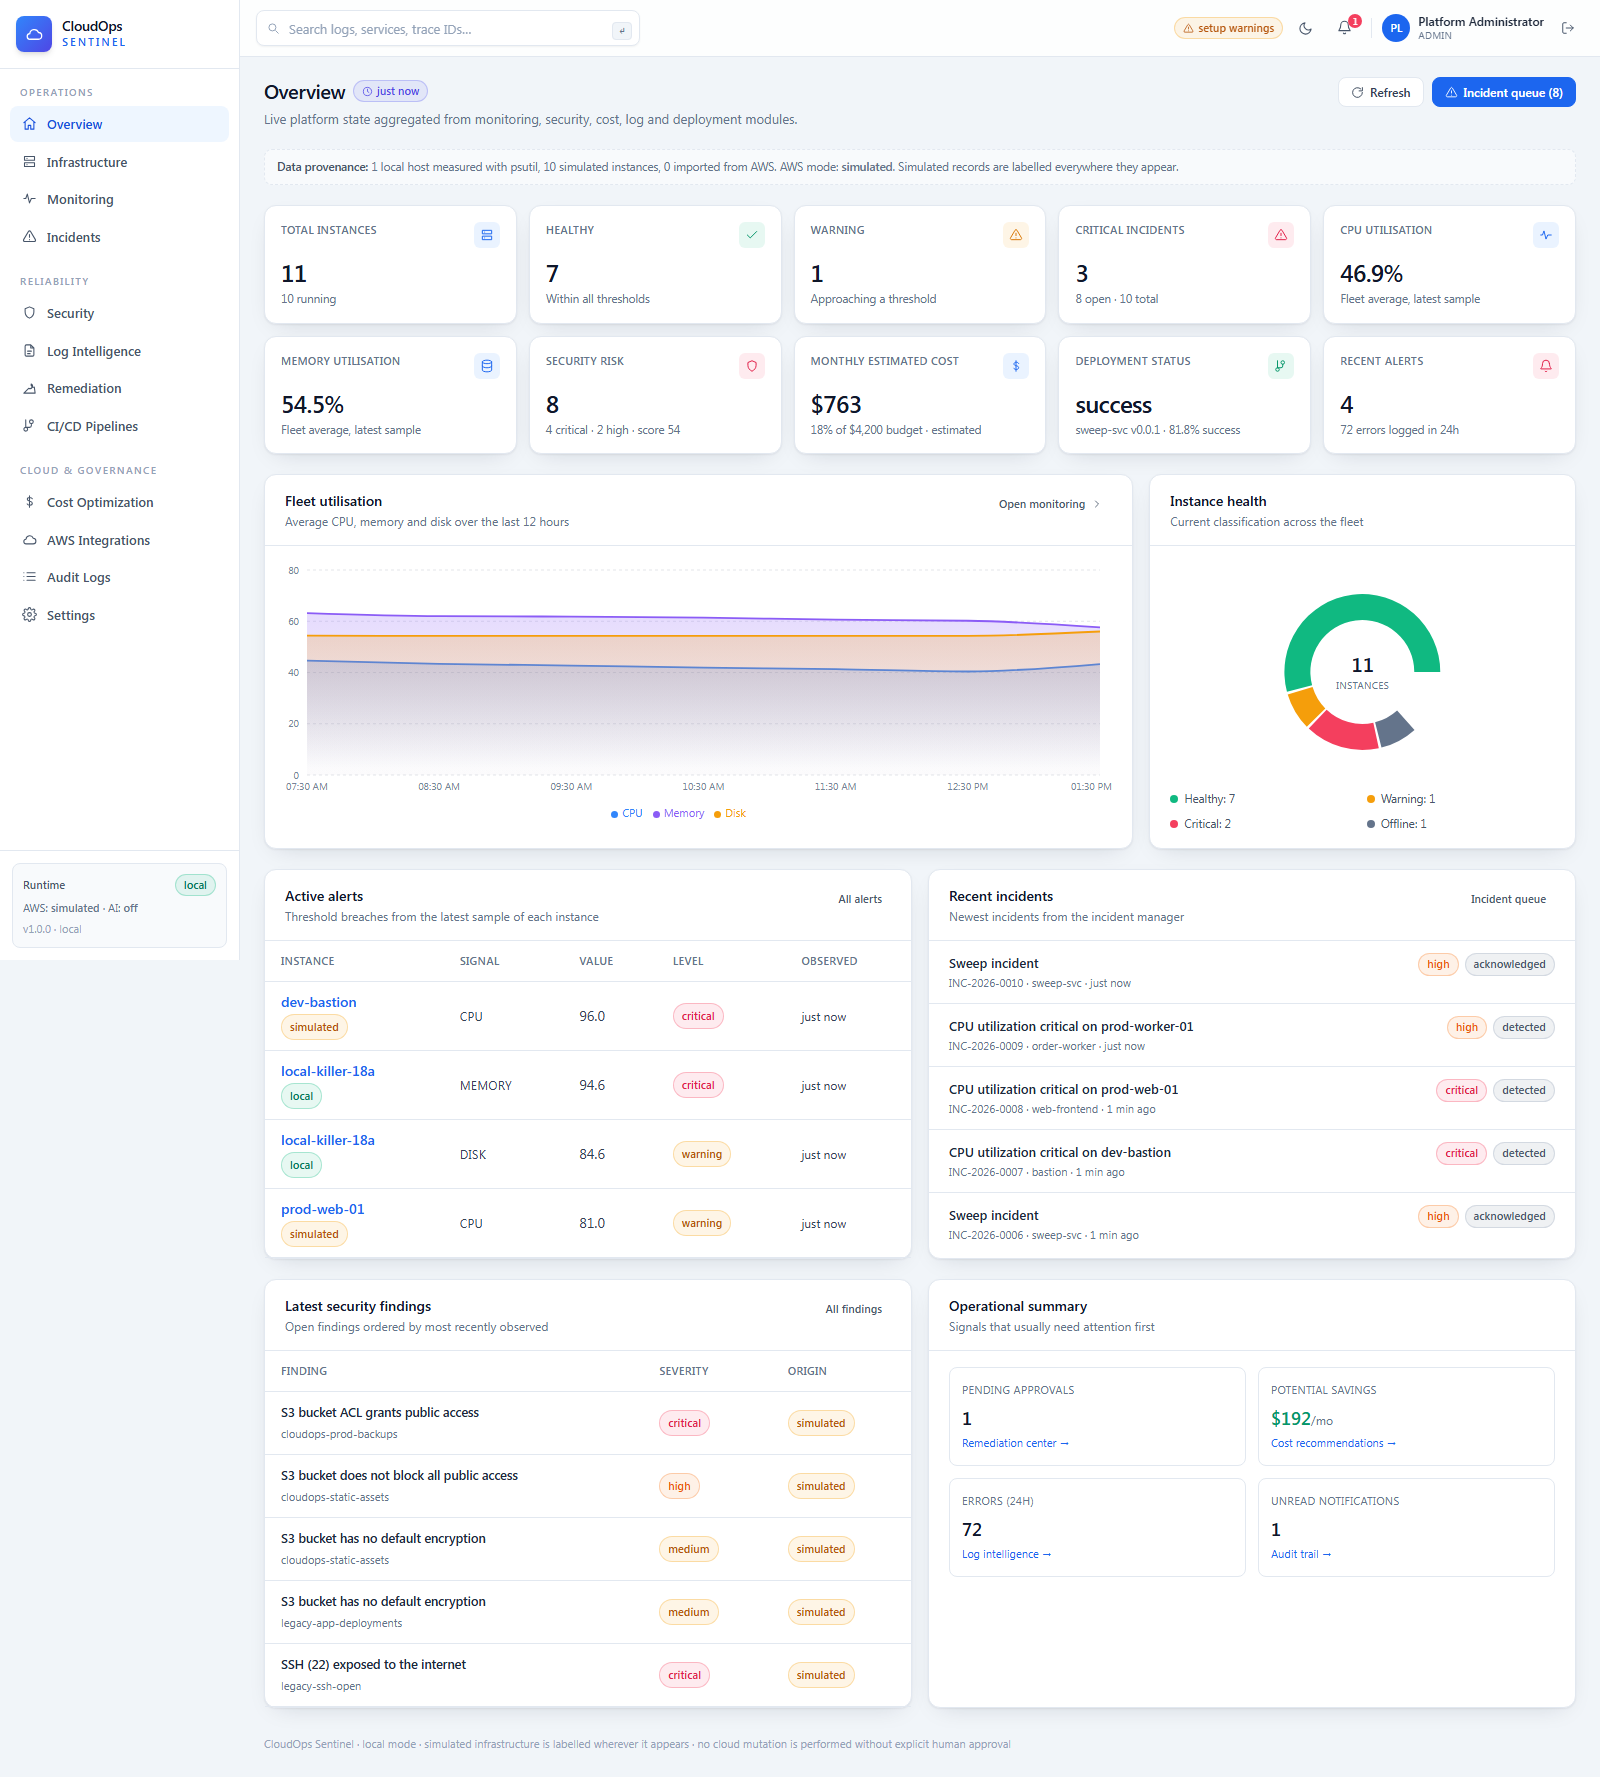 CloudOps
SENTINEL
Search logs, services, trace IDs...
setup warnings
1
PL
Platform Administrator
ADMIN
OPERATIONS
Overview
Infrastructure
Monitoring
Incidents
RELIABILITY
Security
Log Intelligence
Remediation
CI/CD Pipelines
CLOUD & GOVERNANCE
Cost Optimization
AWS Integrations
Audit Logs
Settings
Runtime
local
AWS: simulated · AI: off
v1.0.0 · local
Overview
just now
Live platform state aggregated from monitoring, security, cost, log and deployment modules.
Refresh
Incident queue (8)
Data provenance: 1 local host measured with psutil, 10 simulated instances, 0 imported from AWS. AWS mode: simulated. Simulated records are labelled everywhere they appear.
TOTAL INSTANCES
11
10 running
HEALTHY
7
Within all thresholds
WARNING
1
Approaching a threshold
CRITICAL INCIDENTS
3
8 open · 10 total
CPU UTILISATION
46.9%
Fleet average, latest sample
MEMORY UTILISATION
54.5%
Fleet average, latest sample
SECURITY RISK
8
4 critical · 2 high · score 54
MONTHLY ESTIMATED COST
$763
18% of $4,200 budget · estimated
DEPLOYMENT STATUS
success
sweep-svc v0.0.1 · 81.8% success
RECENT ALERTS
4
72 errors logged in 24h
Fleet utilisation
Average CPU, memory and disk over the last 12 hours
Open monitoring
80
60
40
20
0
07:30 AM 08:30 AM 09:30 AM 10:30 AM 11:30 AM 12:30 PM 01:30 PM
CPU Memory Disk
Instance health
Current classification across the fleet
11
INSTANCES
Healthy: 7
Warning: 1
Critical: 2
Offline: 1
Active alerts
Threshold breaches from the latest sample of each instance
All alerts
INSTANCE SIGNAL VALUE LEVEL OBSERVED
dev-bastion
simulated
CPU 96.0 critical just now
local-killer-18a
local
MEMORY 94.6 critical just now
local-killer-18a
local
DISK 84.6 warning just now
prod-web-01
simulated
CPU 81.0 warning just now
Recent incidents
Newest incidents from the incident manager
Incident queue
Sweep incident
high acknowledged
INC-2026-0010 · sweep-svc · just now
CPU utilization critical on prod-worker-01
high detected
INC-2026-0009 · order-worker · just now
CPU utilization critical on prod-web-01
critical detected
INC-2026-0008 · web-frontend · 1 min ago
CPU utilization critical on dev-bastion
critical detected
INC-2026-0007 · bastion · 1 min ago
Sweep incident
high acknowledged
INC-2026-0006 · sweep-svc · 1 min ago
Latest security findings
Open findings ordered by most recently observed
All findings
FINDING SEVERITY ORIGIN
S3 bucket ACL grants public access
cloudops-prod-backups
critical simulated
S3 bucket does not block all public access
cloudops-static-assets
high simulated
S3 bucket has no default encryption
cloudops-static-assets
medium simulated
S3 bucket has no default encryption
legacy-app-deployments
medium simulated
SSH (22) exposed to the internet
legacy-ssh-open
critical simulated
Operational summary
Signals that usually need attention first
PENDING APPROVALS
1
Remediation center →
POTENTIAL SAVINGS
$192/mo
Cost recommendations →
ERRORS (24H)
72
Log intelligence →
UNREAD NOTIFICATIONS
1
Audit trail →
CloudOps Sentinel · local mode · simulated infrastructure is labelled wherever it appears · no cloud mutation is performed without explicit human approval